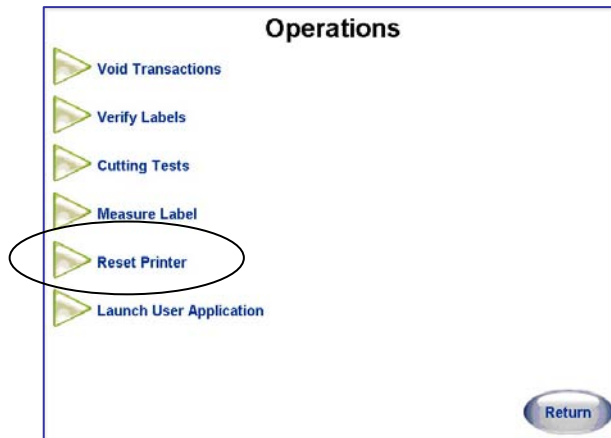 Operations
Void Transactions
Verify Labels
Cutting Tests
Measure Label
Reset Printer
Launch User Application
Return